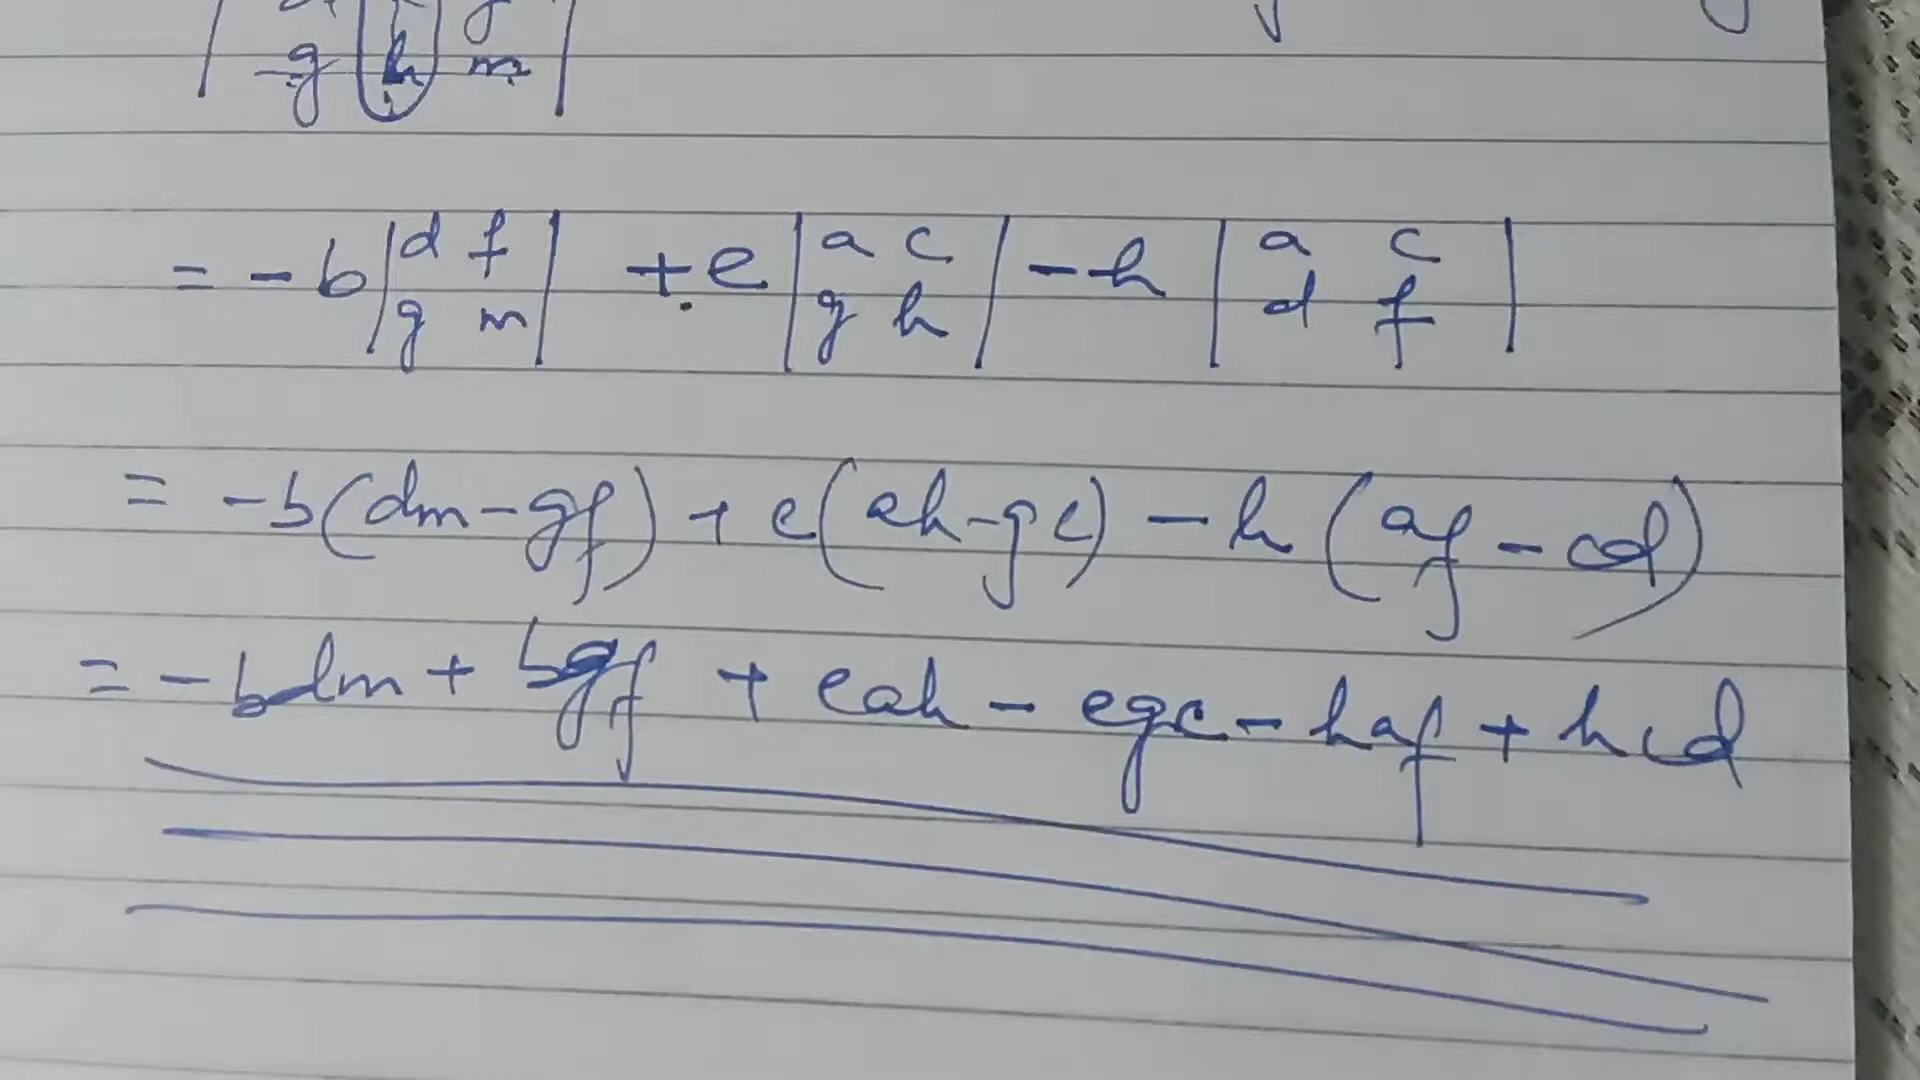 g h m
= - b | d f | + e | a c | - h | a c |
g m g h d f
= - b(dm - gf) + e(ah - gc) - h (af - cd)
= - bdm + bgf + eah - egc - haf + hcd